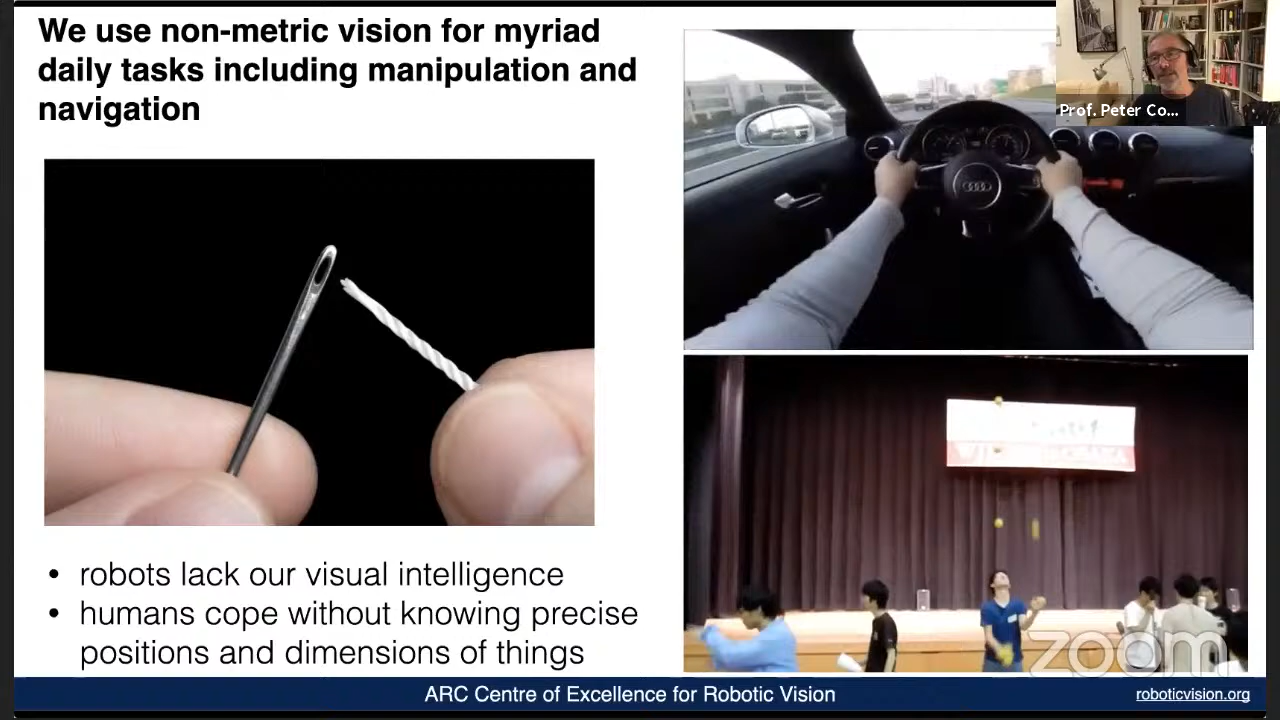 We use non-metric vision for myriad
daily tasks including manipulation and
navigation
Prof. Peter Co...
• robots lack our visual intelligence
• humans cope without knowing precise
positions and dimensions of things
zoom
ARC Centre of Excellence for Robotic Vision
roboticvision.org